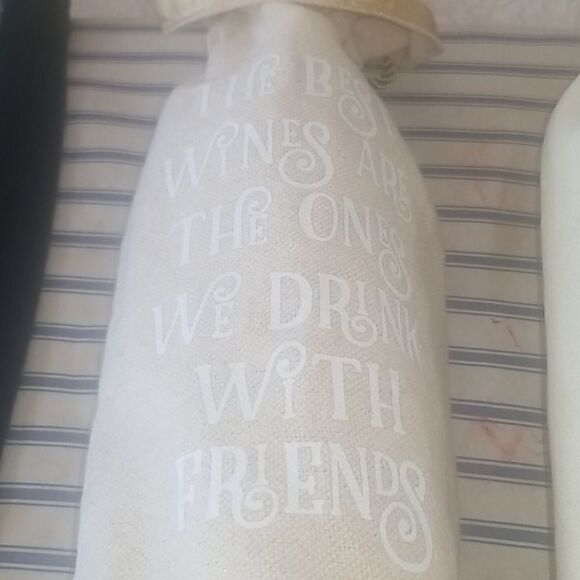 THE BEST
WiNES ARE
THE ONES
WE DRiNK
WiTH
FRiENDS